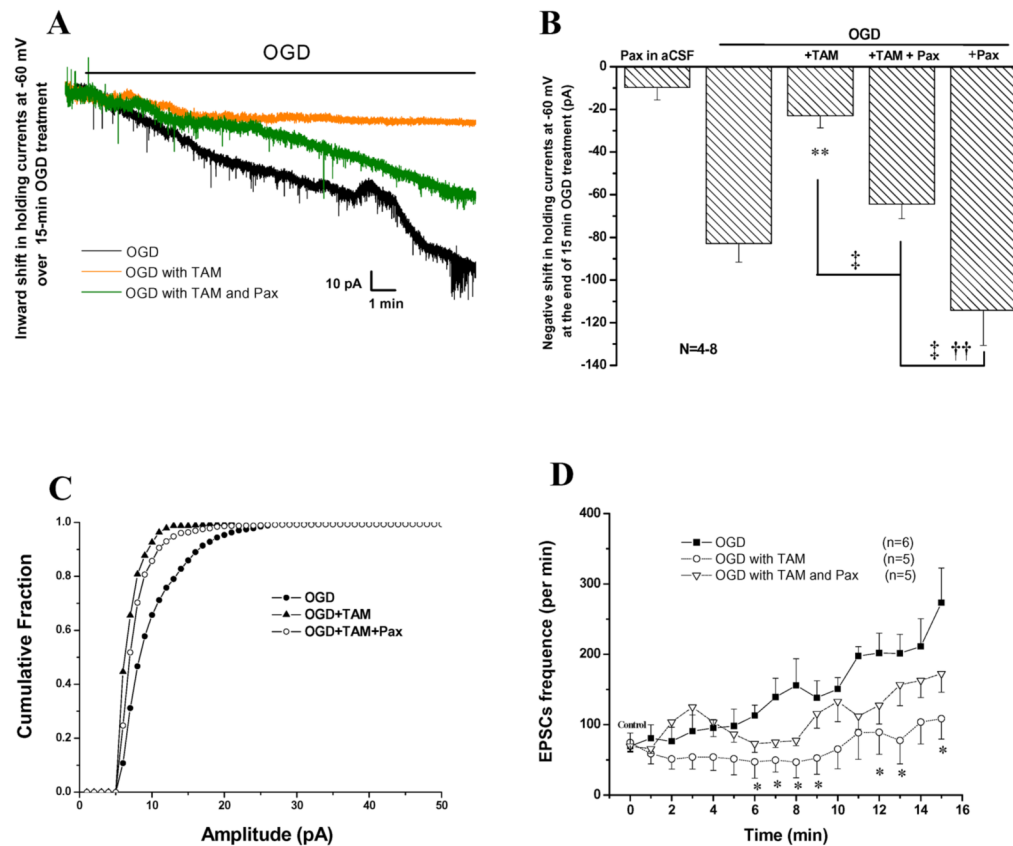 A
OGD
Inward shift in holding currents at -60 mV
over 15-min OGD treatment
OGD
OGD with TAM
OGD with TAM and Pax
10 pA
1 min
B
OGD
Pax in aCSF
+TAM
+TAM + Pax
+Pax
Negative shift in holding currents at -60 mV
at the end of 15 min OGD treatment (pA)
0
-20
-40
-60
-80
-100
-120
-140
**
‡
‡ ††
N=4-8
C
Cumulative Fraction
1.0
0.8
0.6
0.4
0.2
0.0
OGD
OGD+TAM
OGD+TAM+Pax
0 10 20 30 40 50
Amplitude (pA)
D
EPSCs frequence (per min)
400
300
200
100
0
OGD (n=6)
OGD with TAM (n=5)
OGD with TAM and Pax (n=5)
Control
* * * * * * *
0 2 4 6 8 10 12 14 16
Time (min)